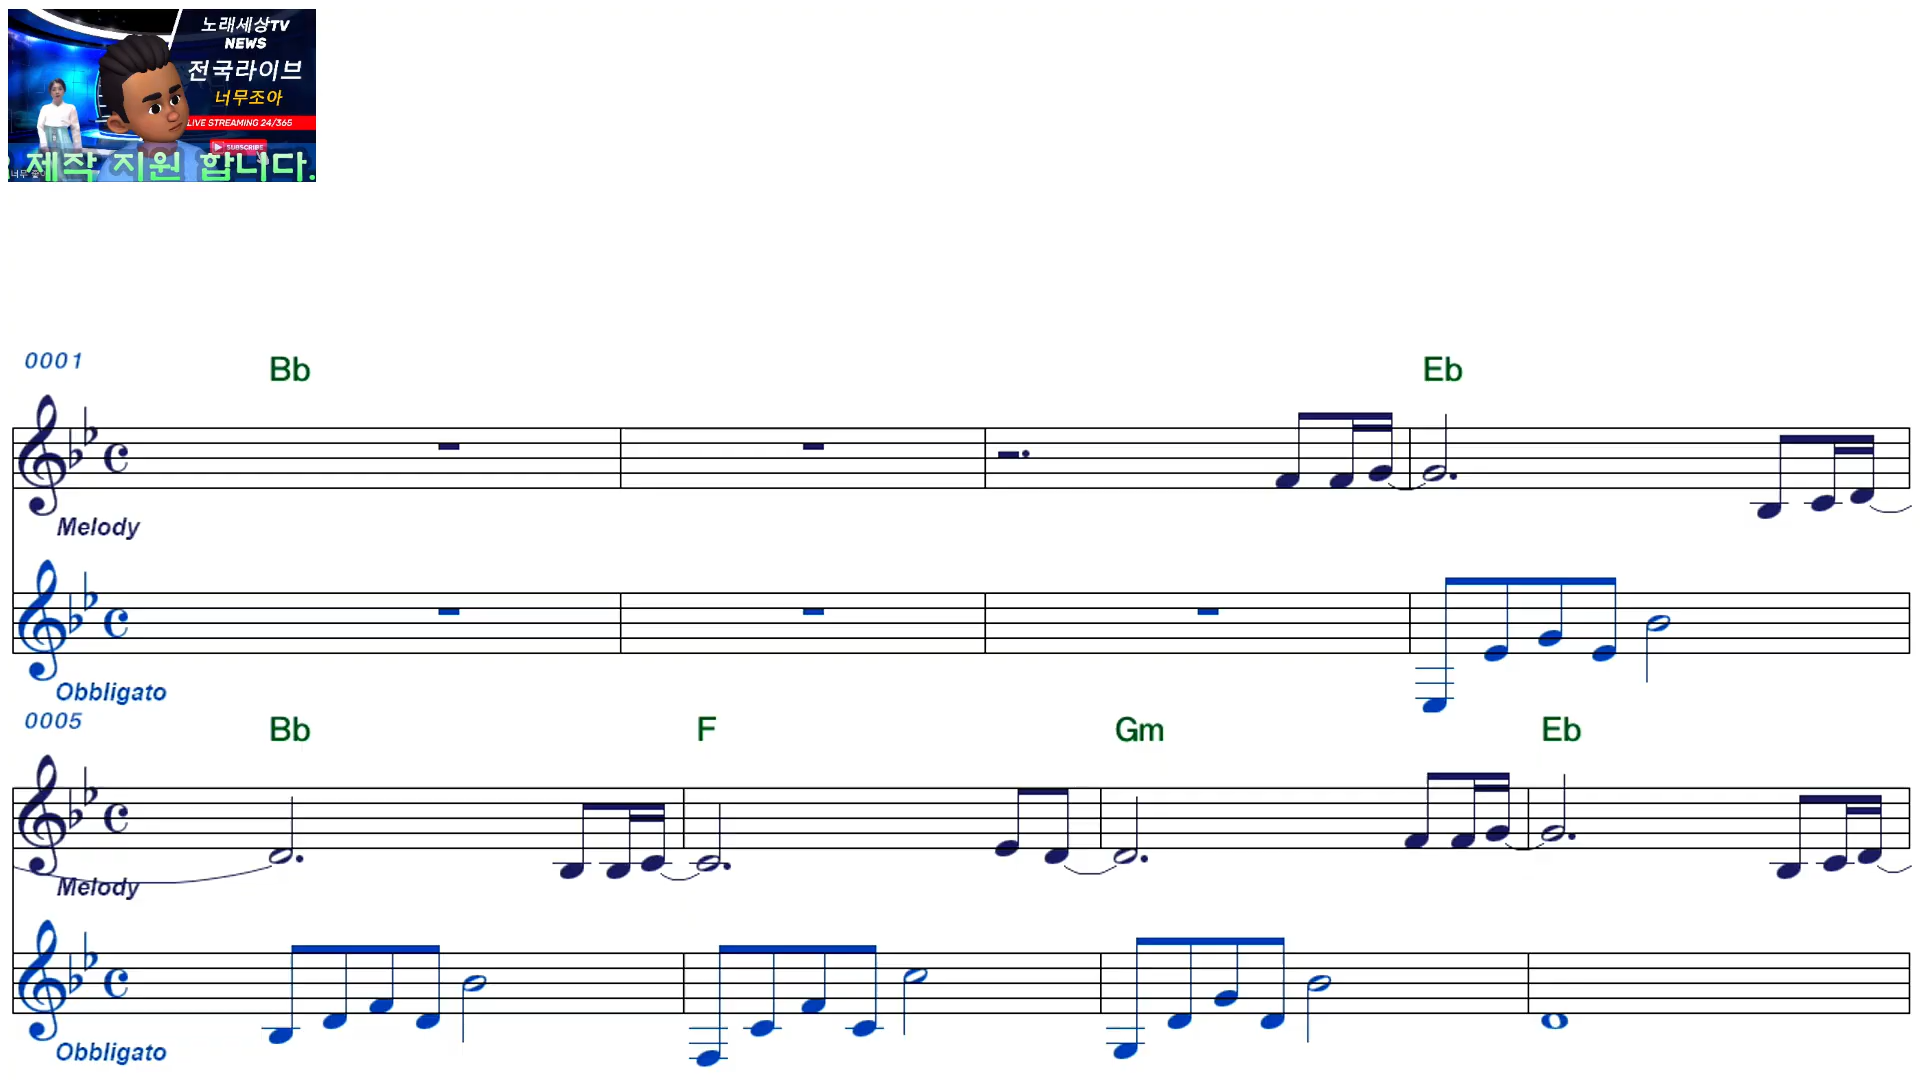 노래세상TV
NEWS
전국라이브
너무조아
LIVE STREAMING 24/365
SUBSCRIBE
제작 지원 합니다.
0001
Bb
Eb
Melody
Obbligato
0005
Bb
F
Gm
Eb
Melody
Obbligato